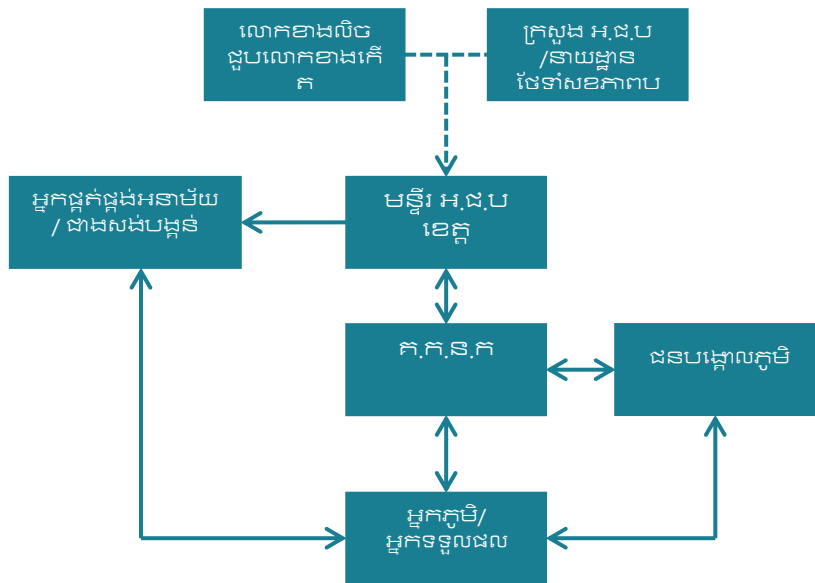 លោកខាងលិច
ជួបលោកខាងកើ
ត
ក្រសួង អ.ជ.ប
/នាយដ្ឋាន
ថែទាំសុខភាពប
អ្នកផ្គត់ផ្គង់អនាម័យ
/ ជាងសង់បង្គន់
មន្ទីរ អ.ជ.ប
ខេត្ត
គ.ក.ន.ក
ជនបង្គោលភូមិ
អ្នកភូមិ/
អ្នកទទួលផល